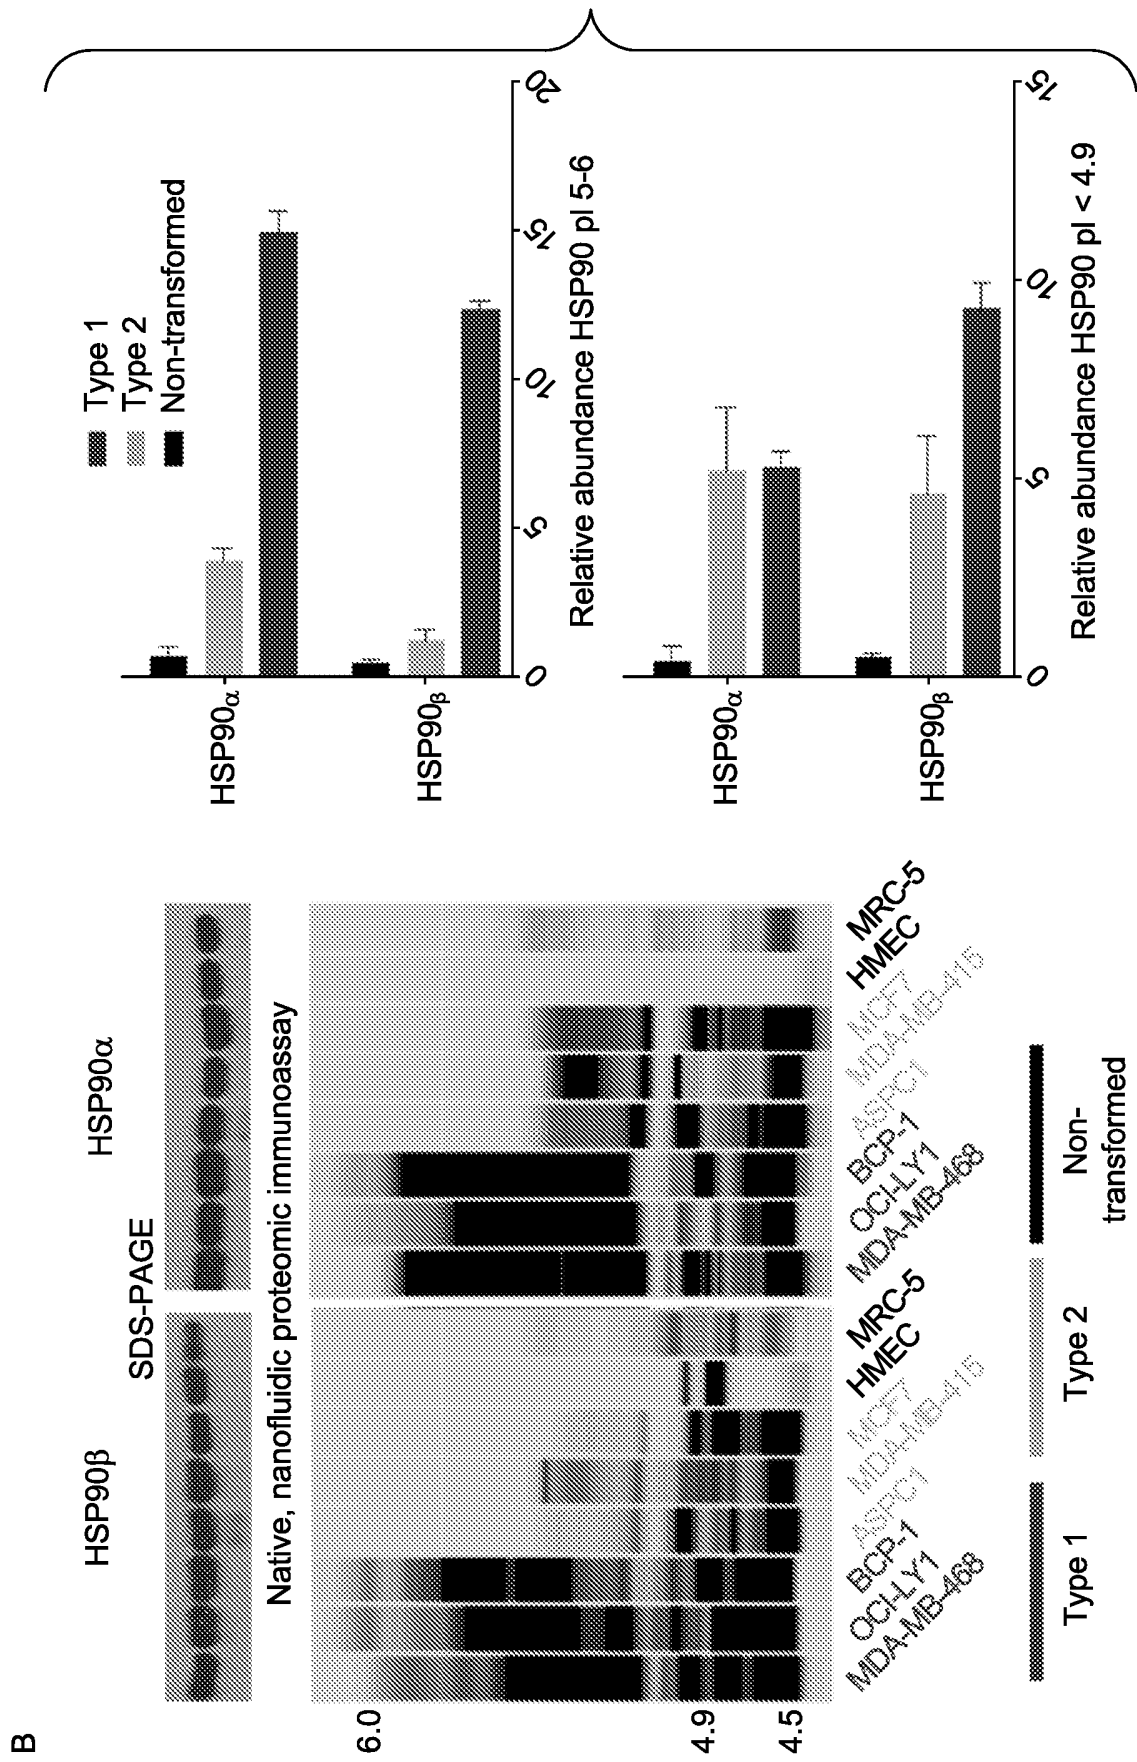 B
HSP90β
HSP90α
SDS-PAGE
Native, nanofluidic proteomic immunoassay
6.0
4.9
4.5
MDA-MB-468
OCI-LY1
BCP-1
ASPC1
MDA-MB-415
MCF7
HMEC
MRC-5
MDA-MB-468
OCI-LY1
BCP-1
ASPC1
MDA-MB-415
MCF7
HMEC
MRC-5
Type 1
Type 2
Non-
transformed
Type 1
Type 2
Non-transformed
HSP90α
HSP90β
0
5
10
15
20
Relative abundance HSP90 pI 5-6
HSP90α
HSP90β
0
5
10
15
Relative abundance HSP90 pI < 4.9